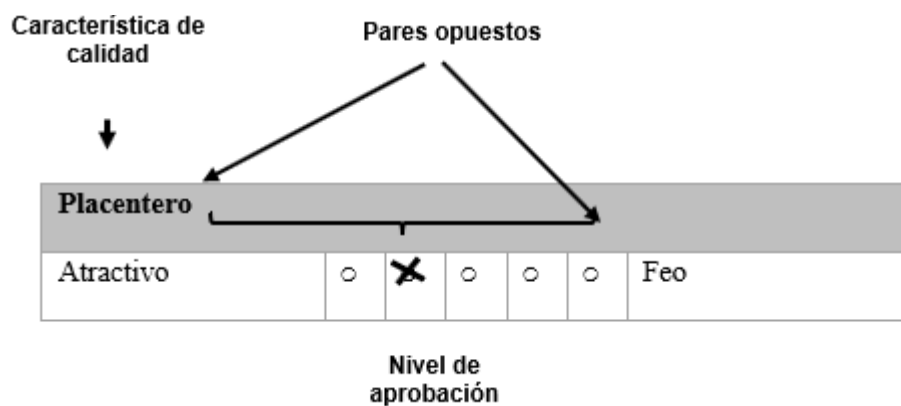 Característica de
calidad
Pares opuestos
Placentero
Atractivo
Feo
Nivel de
aprobación